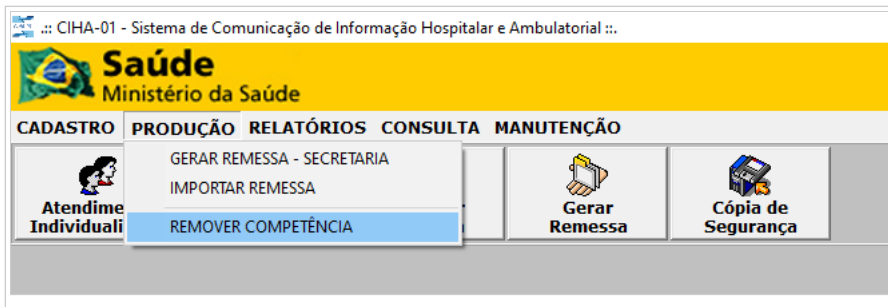 .:: CIHA-01 - Sistema de Comunicação de Informação Hospitalar e Ambulatorial ::.
Saúde
Ministério da Saúde
CADASTRO PRODUÇÃO RELATÓRIOS CONSULTA MANUTENÇÃO
GERAR REMESSA - SECRETARIA
IMPORTAR REMESSA
REMOVER COMPETÊNCIA
Atendime
Individuali
Gerar
Remessa
Cópia de
Segurança